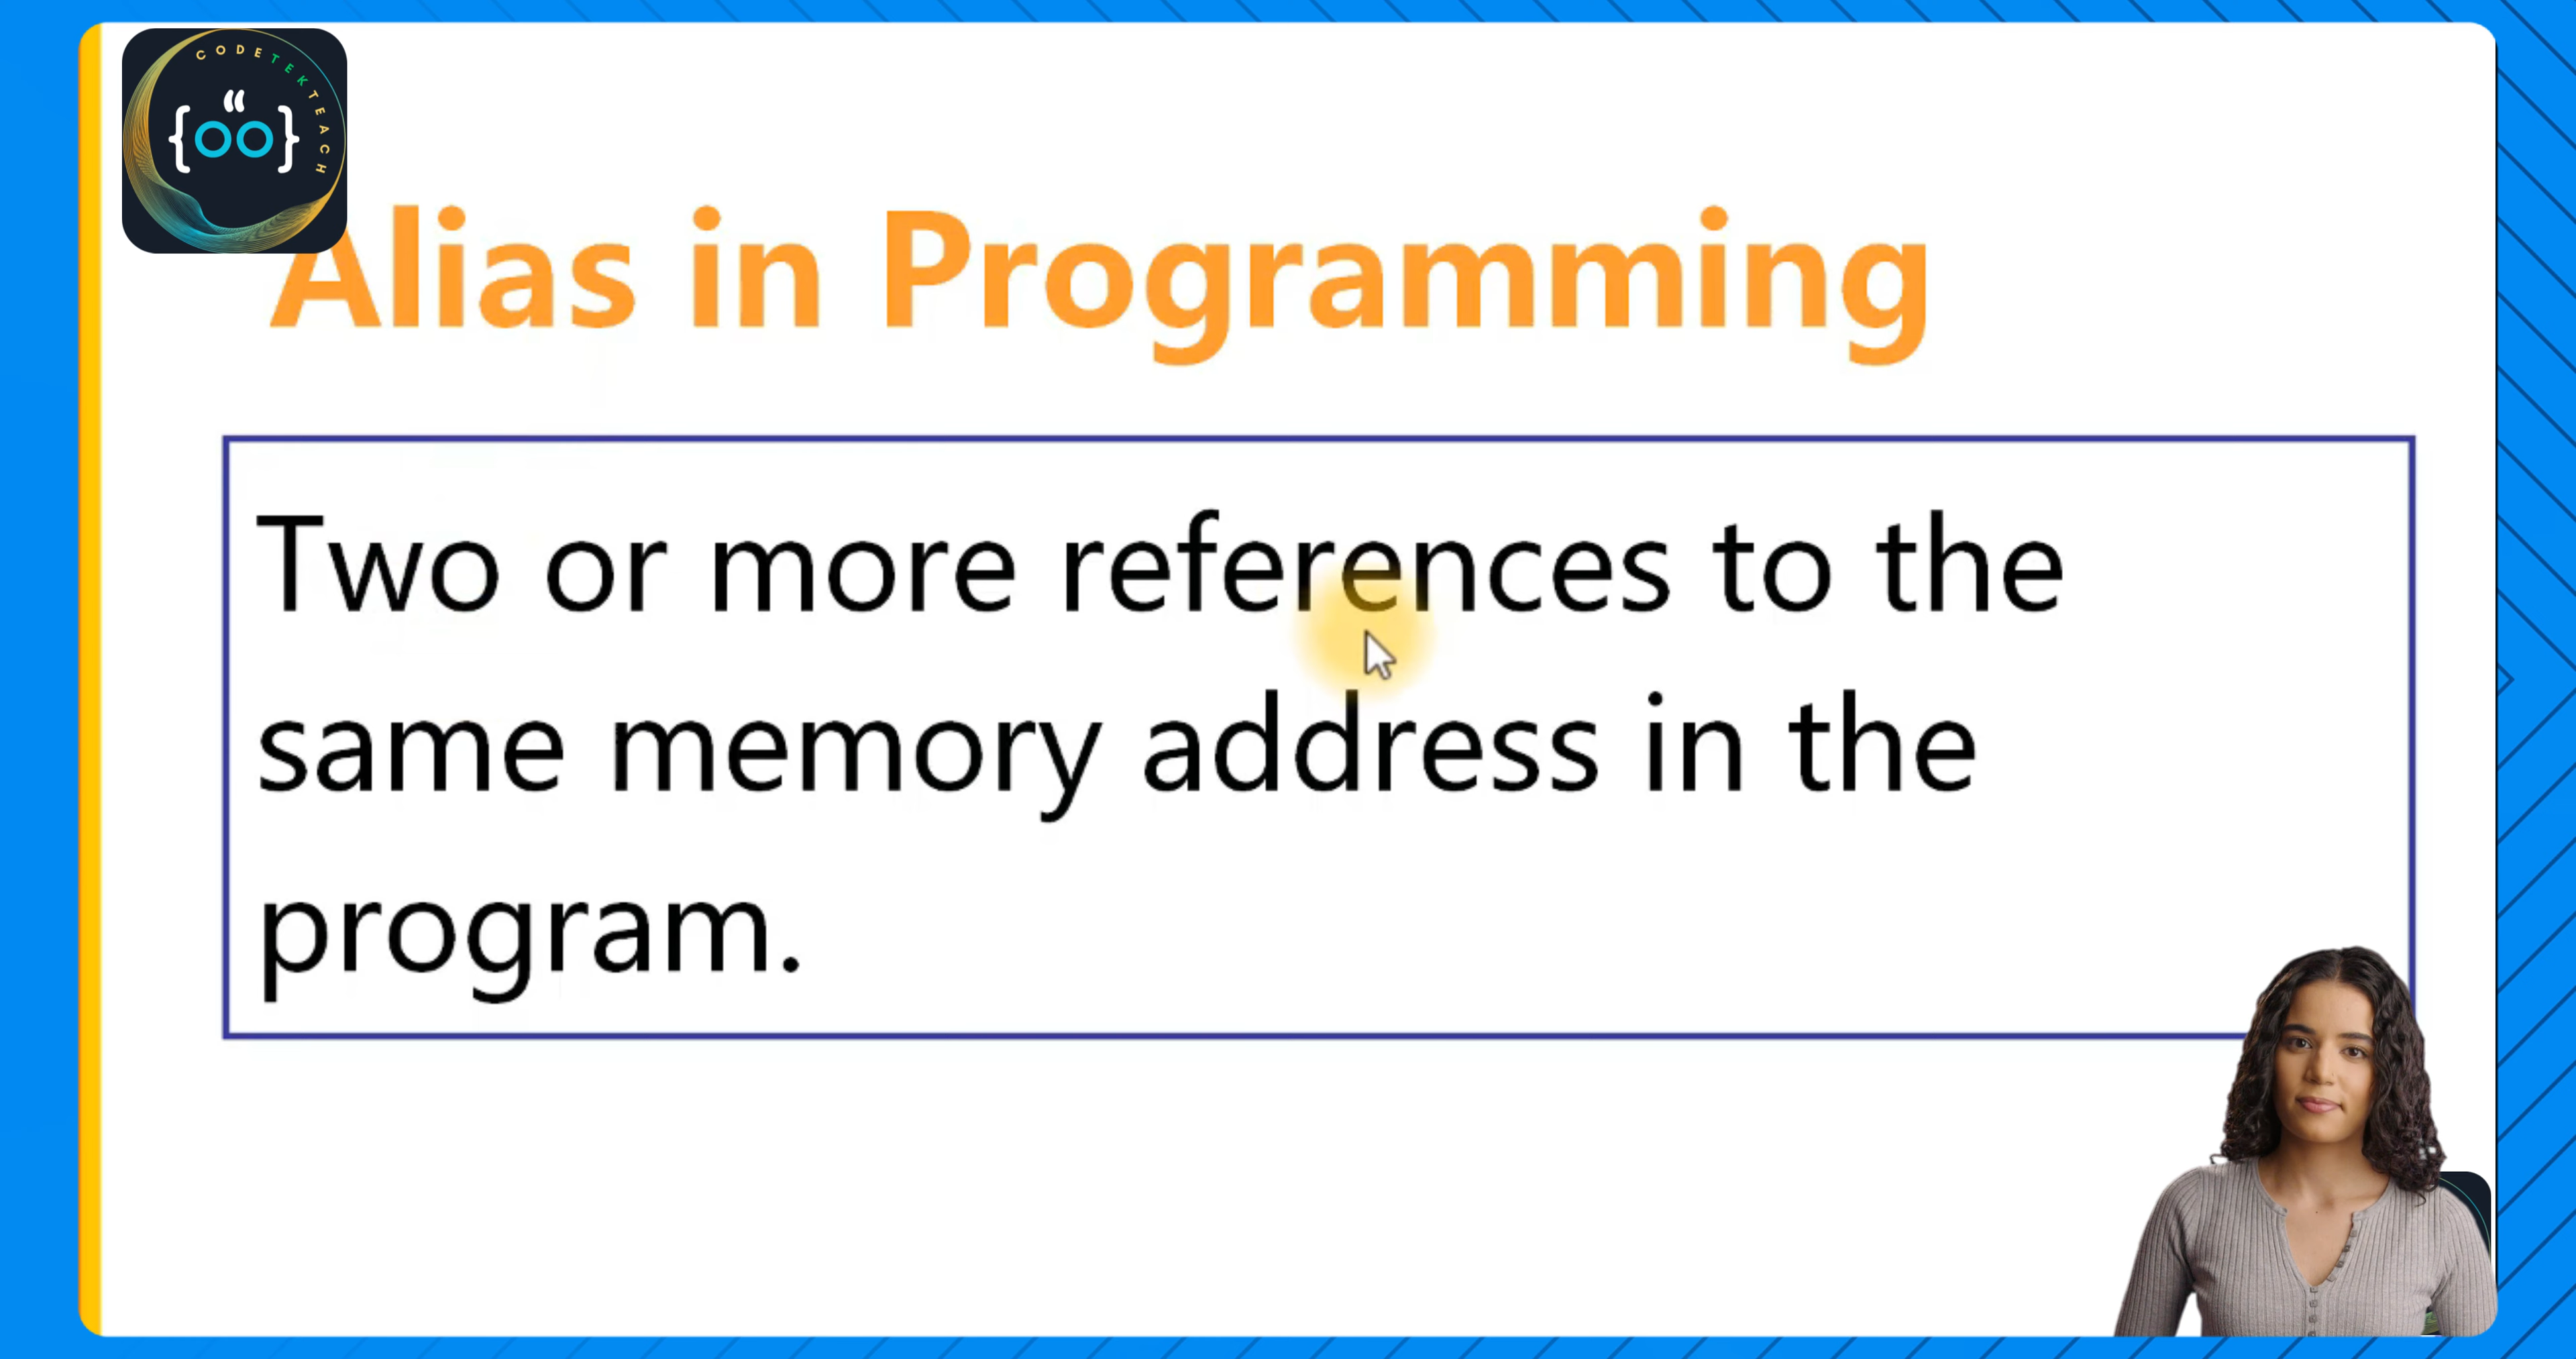 CODETEKTEACH
{oo}
Alias in Programming
Two or more references to the
same memory address in the
program.